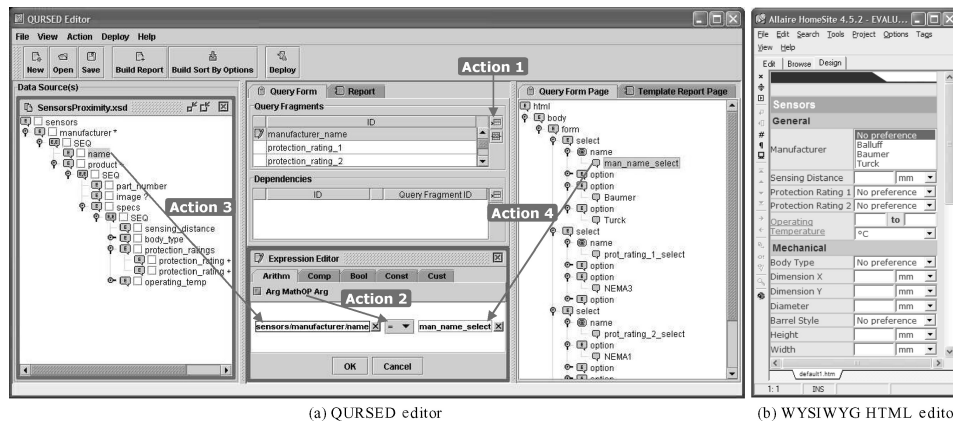 QURSED Editor
File View Action Deploy Help
New Open Save Build Report Build Sort By Options Deploy
Action 1
Data Source(s)
SensorsProximity.xsd
sensors
manufacturer *
SEQ
name
product +
SEQ
part_number
image ?
specs
SEQ
sensing_distance
body_type
protection_ratings
protection_rating +
protection_rating +
operating_temp
Action 3
Query Form Report
Query Fragments
ID
manufacturer_name
protection_rating_1
protection_rating_2
Dependencies
ID Query Fragment ID
Action 4
Expression Editor
Arithm Comp Bool Const Cust
Arg MathOP Arg
Action 2
sensors/manufacturer/name = man_name_select
OK Cancel
Query Form Page Template Report Page
html
body
form
select
name
man_name_select
option
option
Baumer
option
Turck
select
name
prot_rating_1_select
option
option
NEMA3
option
select
name
prot_rating_2_select
option
NEMA1
option
option
(a) QURSED editor
Allaire HomeSite 4.5.2 - EVALU...
File Edit Search Tools Project Options Tags
View Help
Edit Browse Design
Sensors
General
Manufacturer
No preference
Balluff
Baumer
Turck
Sensing Distance mm
Protection Rating 1 No preference
Protection Rating 2 No preference
Operating Temperature to
°C
Mechanical
Body Type No preference
Dimension X mm
Dimension Y mm
Diameter mm
Barrel Style No preference
Height mm
Width mm
default1.htm
1: 1 INS
(b) WYSIWYG HTML edito